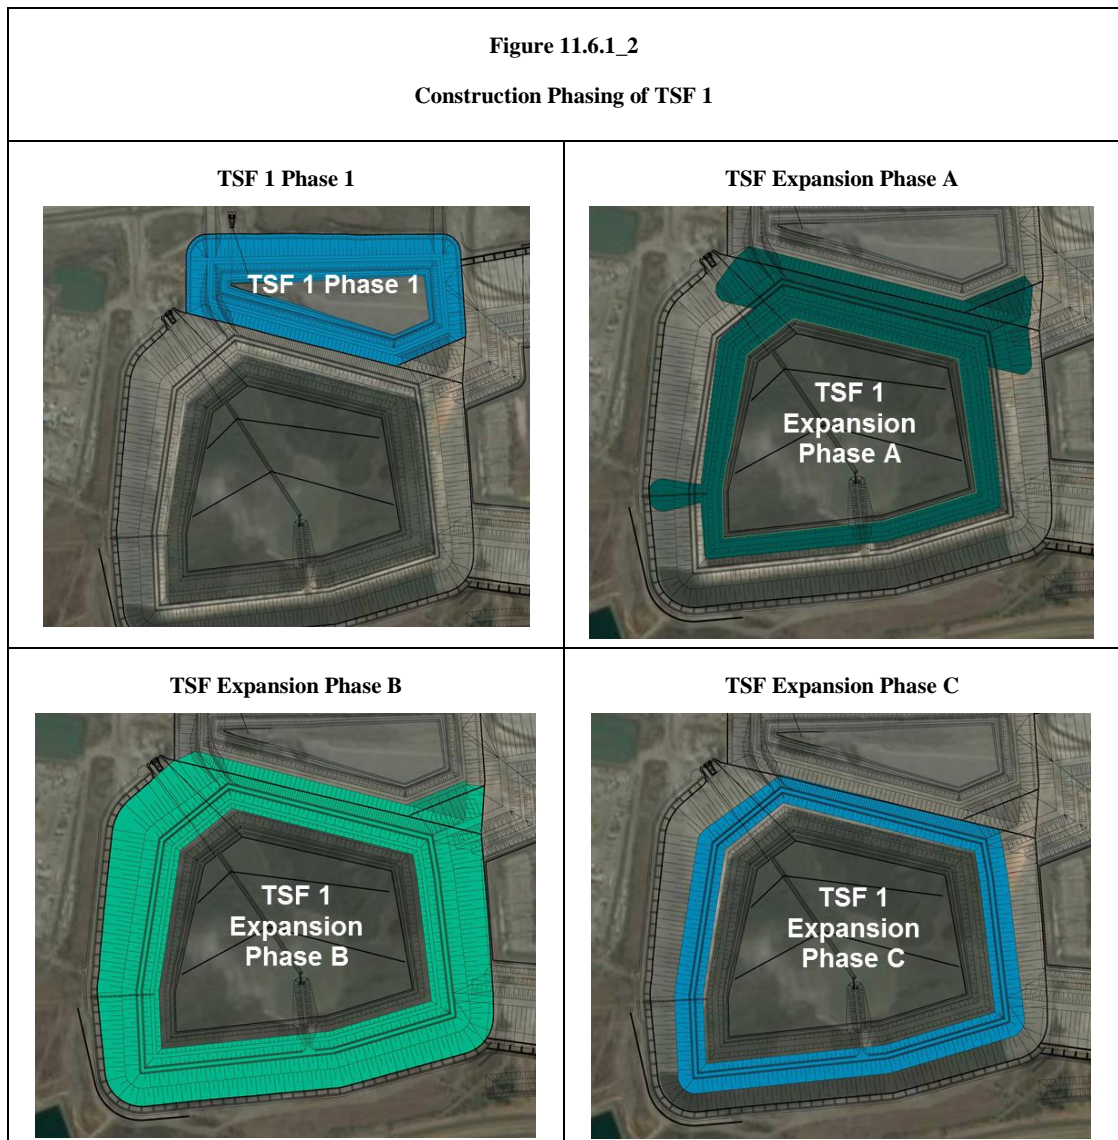 Figure 11.6.1_2
Construction Phasing of TSF 1
TSF 1 Phase 1
TSF Expansion Phase A
TSF 1 Phase 1
TSF 1
Expansion
Phase A
TSF Expansion Phase B
TSF Expansion Phase C
TSF 1
Expansion
Phase B
TSF 1
Expansion
Phase C